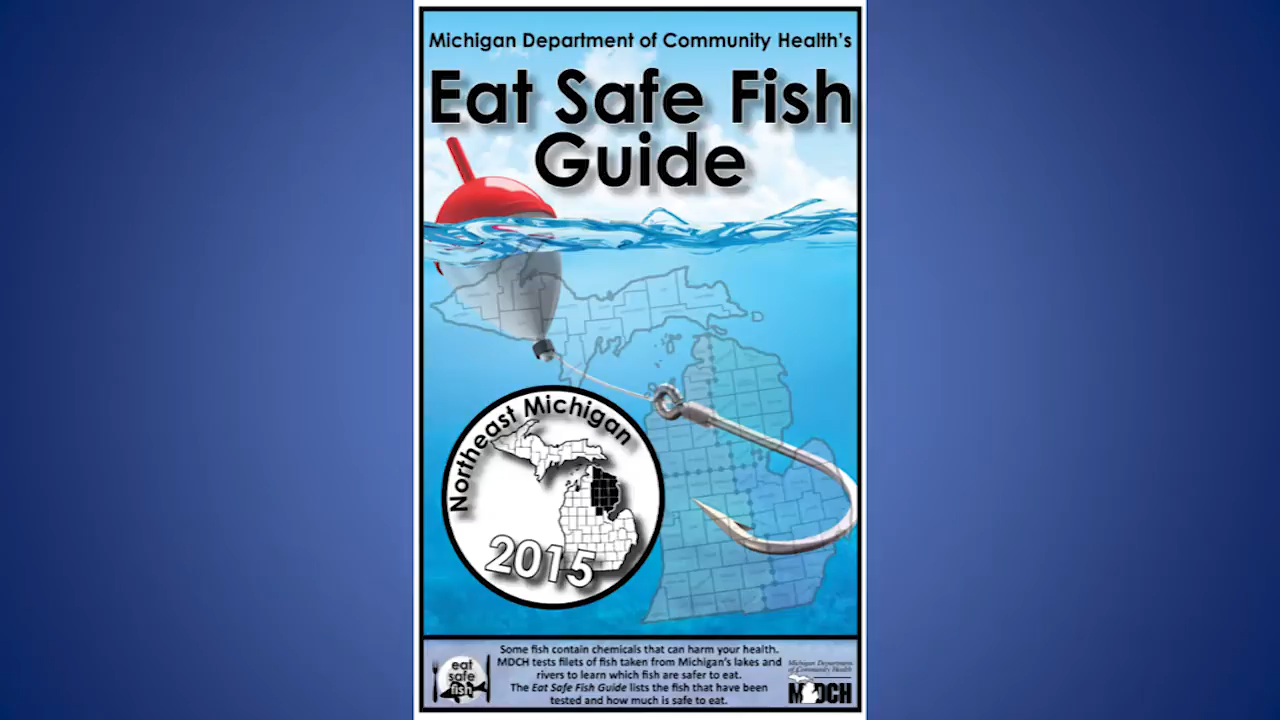 Michigan Department of Community Health's
Eat Safe Fish
Guide
Northeast Michigan
2015
Some fish contain chemicals that can harm your health.
MDCH tests filets of fish taken from Michigan's lakes and
rivers to learn which fish are safer to eat.
The Eat Safe Fish Guide lists the fish that have been
tested and how much is safe to eat.
eat
safe
fish
Michigan Department
of Community Health
MDCH